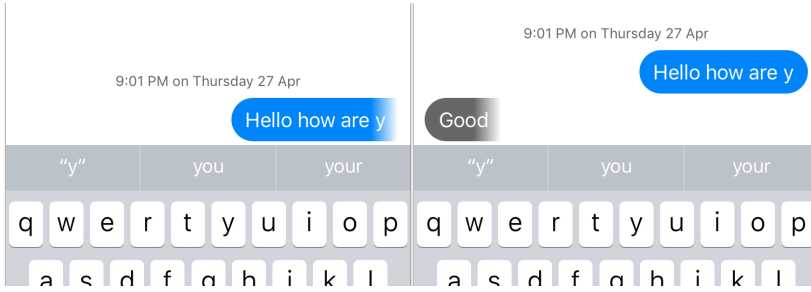 9:01 PM on Thursday 27 Apr
Hello how are y
“y” you your
q w e r t y u i o p
a s d f g h j k l
9:01 PM on Thursday 27 Apr
Hello how are y
Good
“y” you your
q w e r t y u i o p
a s d f g h j k l